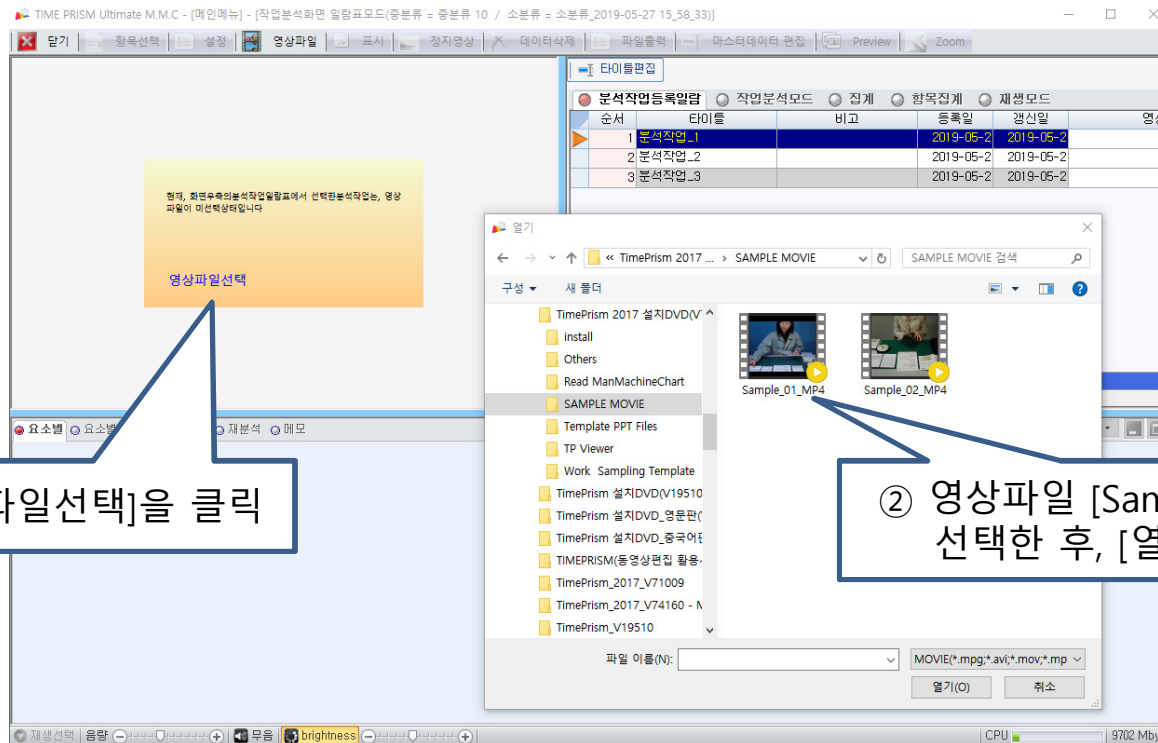 TIME PRISM Ultimate M.M.C - [메인메뉴] - [작업분석화면 일람표모드(중분류 = 중분류 10 / 소분류 = 소분류_2019-05-27 15_58_33)]
닫기 항목선택 설정 영상파일 표시 정지영상 데이터삭제 파일출력 마스터데이터 편집 Preview Zoom
타이틀편집
분석작업등록일람 작업분석모드 집계 항목집계 재생모드
순서 타이틀 비고 등록일 갱신일 영상
1 분석작업_1 2019-05-2 2019-05-2
2 분석작업_2 2019-05-2 2019-05-2
3 분석작업_3 2019-05-2 2019-05-2
현재, 화면우측의분석작업일람표에서 선택한분석작업는, 영상
파일이 미선택상태입니다
영상파일선택
열기
« TimePrism 2017 ... › SAMPLE MOVIE
SAMPLE MOVIE 검색
구성 새 폴더
TimePrism 2017 설치DVD(V
install
Others
Read ManMachineChart
SAMPLE MOVIE
Template PPT Files
TP Viewer
Work Sampling Template
TimePrism 설치DVD(V19510
TimePrism 설치DVD_영문판(
TimePrism 설치DVD_중국어판
TIMEPRISM(동영상편집 활용
TimePrism_2017_V71009
TimePrism_2017_V74160 - N
TimePrism_V19510
Sample_01_MP4
Sample_02_MP4
파일 이름(N):
MOVIE(*.mpg;*.avi;*.mov;*.mp
열기(O) 취소
요소별 요소별 재분석 메모
파일선택]을 클릭
② 영상파일 [Sam
선택한 후, [열
재생선택 음량 무음 brightness
CPU 9702 Mby